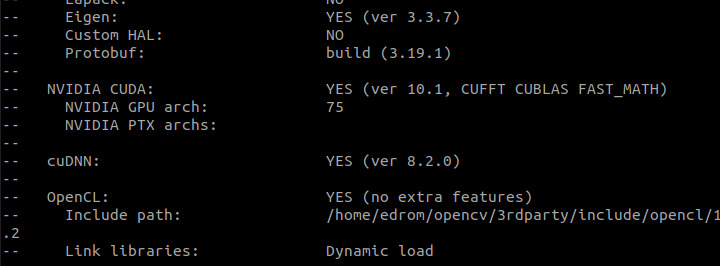 --     Lapack:                      NO
--     Eigen:                       YES (ver 3.3.7)
--     Custom HAL:                  NO
--     Protobuf:                    build (3.19.1)
--
--   NVIDIA CUDA:                   YES (ver 10.1, CUFFT CUBLAS FAST_MATH)
--     NVIDIA GPU arch:             75
--     NVIDIA PTX archs:
--
--   cuDNN:                         YES (ver 8.2.0)
--
--   OpenCL:                        YES (no extra features)
--     Include path:                /home/edrom/opencv/3rdparty/include/opencl/1
.2
--     Link libraries:              Dynamic load